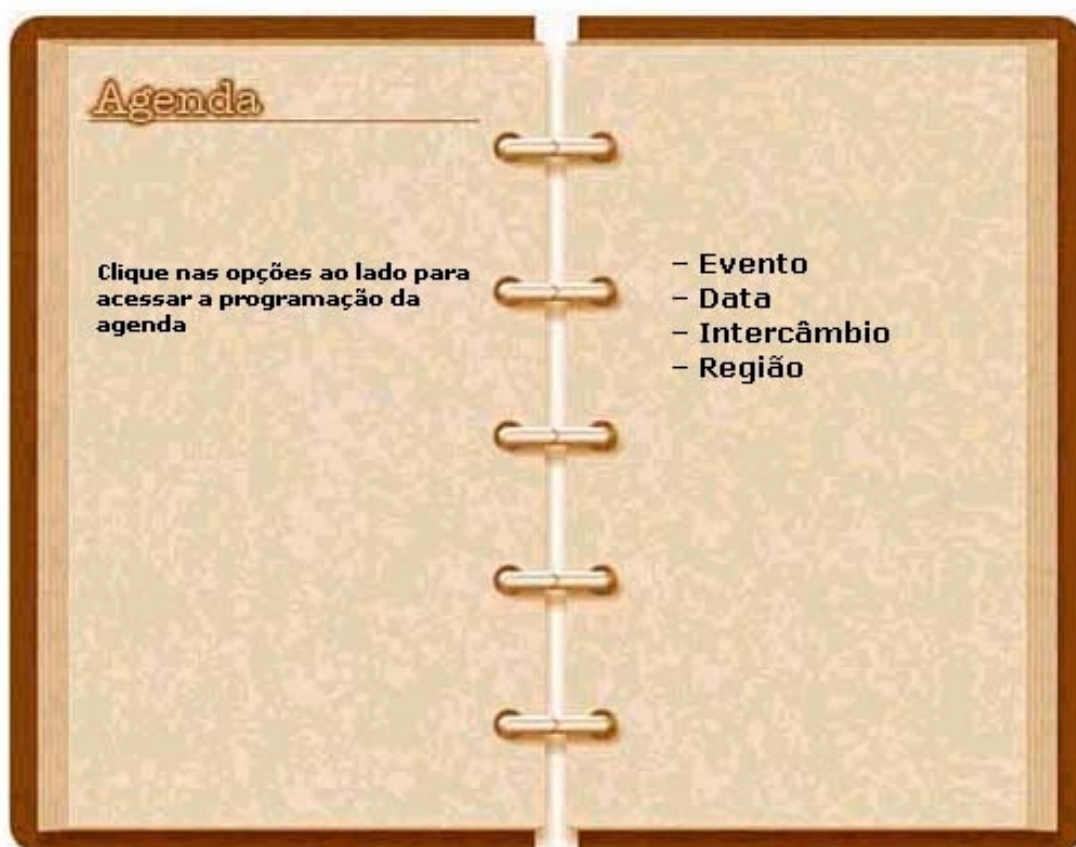 Agenda
Clique nas opções ao lado para
acessar a programação da
agenda
– Evento
– Data
– Intercâmbio
– Região